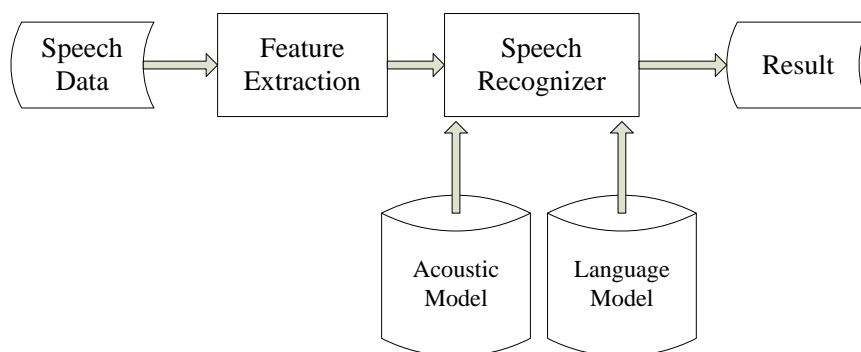 Speech
Data
Feature
Extraction
Speech
Recognizer
Result
Acoustic
Model
Language
Model